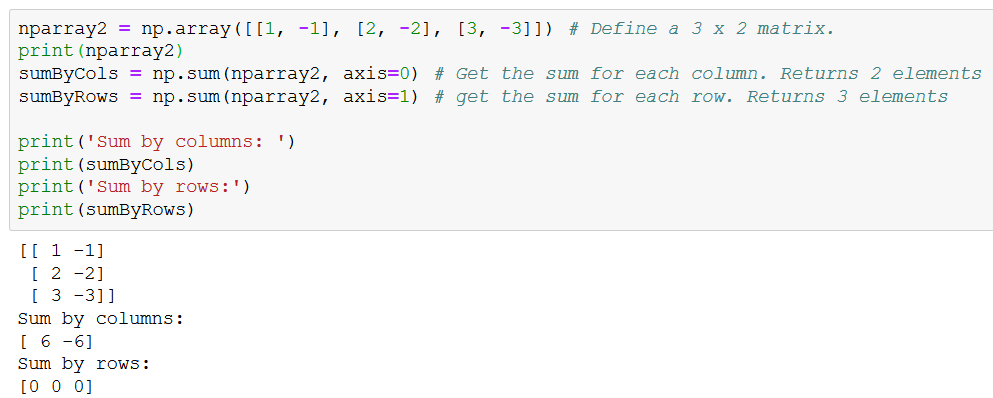 nparray2 = np.array([[1, -1], [2, -2], [3, -3]]) # Define a 3 x 2 matrix.
print(nparray2)
sumByCols = np.sum(nparray2, axis=0) # Get the sum for each column. Returns 2 elements
sumByRows = np.sum(nparray2, axis=1) # get the sum for each row. Returns 3 elements
print('Sum by columns: ')
print(sumByCols)
print('Sum by rows:')
print(sumByRows)
[[ 1 -1]
 [ 2 -2]
 [ 3 -3]]
Sum by columns:
[ 6 -6]
Sum by rows:
[0 0 0]